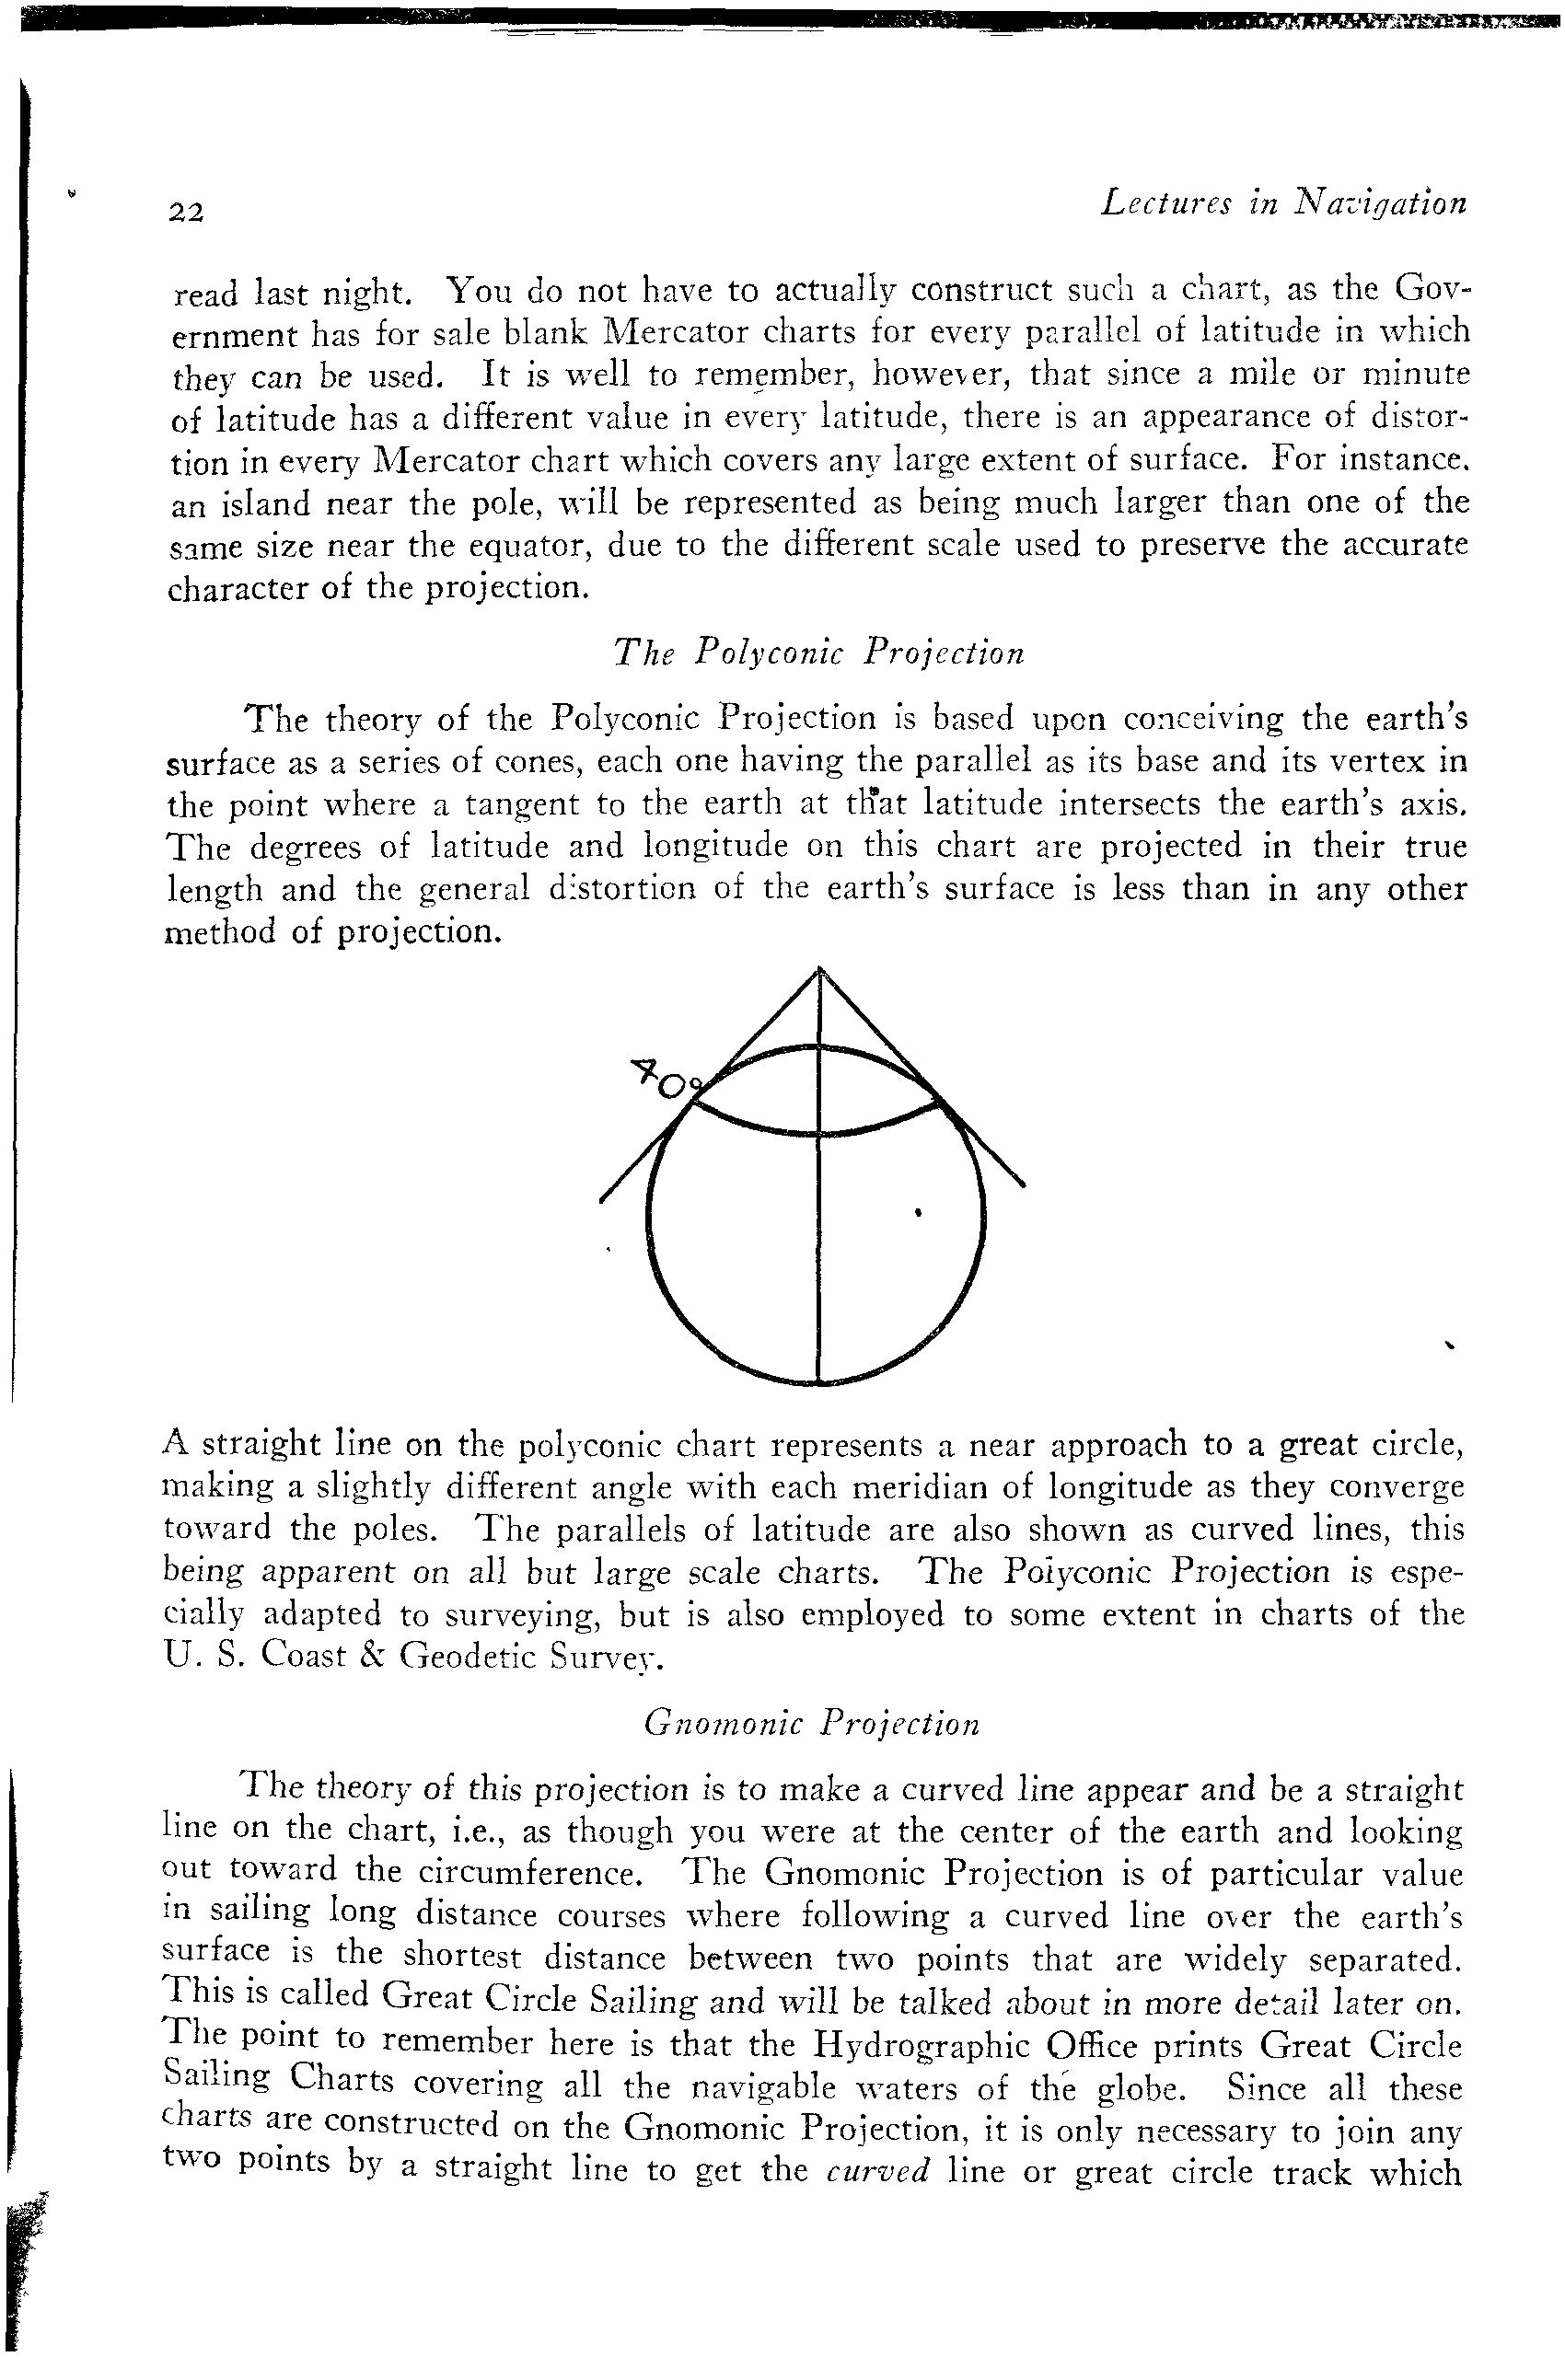 22 Lectures in Navigation
read last night. You do not have to actually construct such a chart, as the Gov-
ernment has for sale blank Mercator charts for every parallel of latitude in which
they can be used. It is well to remember, however, that since a mile or minute
of latitude has a different value in every latitude, there is an appearance of distor-
tion in every Mercator chart which covers any large extent of surface. For instance.
an island near the pole, will be represented as being much larger than one of the
same size near the equator, due to the different scale used to preserve the accurate
character of the projection.
The Polyconic Projection
The theory of the Polyconic Projection is based upon conceiving the earth's
surface as a series of cones, each one having the parallel as its base and its vertex in
the point where a tangent to the earth at that latitude intersects the earth's axis.
The degrees of latitude and longitude on this chart are projected in their true
length and the general distortion of the earth's surface is less than in any other
method of projection.
40°
A straight line on the polyconic chart represents a near approach to a great circle,
making a slightly different angle with each meridian of longitude as they converge
toward the poles. The parallels of latitude are also shown as curved lines, this
being apparent on all but large scale charts. The Polyconic Projection is espe-
cially adapted to surveying, but is also employed to some extent in charts of the
U. S. Coast & Geodetic Survey.
Gnomonic Projection
The theory of this projection is to make a curved line appear and be a straight
line on the chart, i.e., as though you were at the center of the earth and looking
out toward the circumference. The Gnomonic Projection is of particular value
in sailing long distance courses where following a curved line over the earth's
surface is the shortest distance between two points that are widely separated.
This is called Great Circle Sailing and will be talked about in more detail later on.
The point to remember here is that the Hydrographic Office prints Great Circle
Sailing Charts covering all the navigable waters of the globe. Since all these
charts are constructed on the Gnomonic Projection, it is only necessary to join any
two points by a straight line to get the curved line or great circle track which